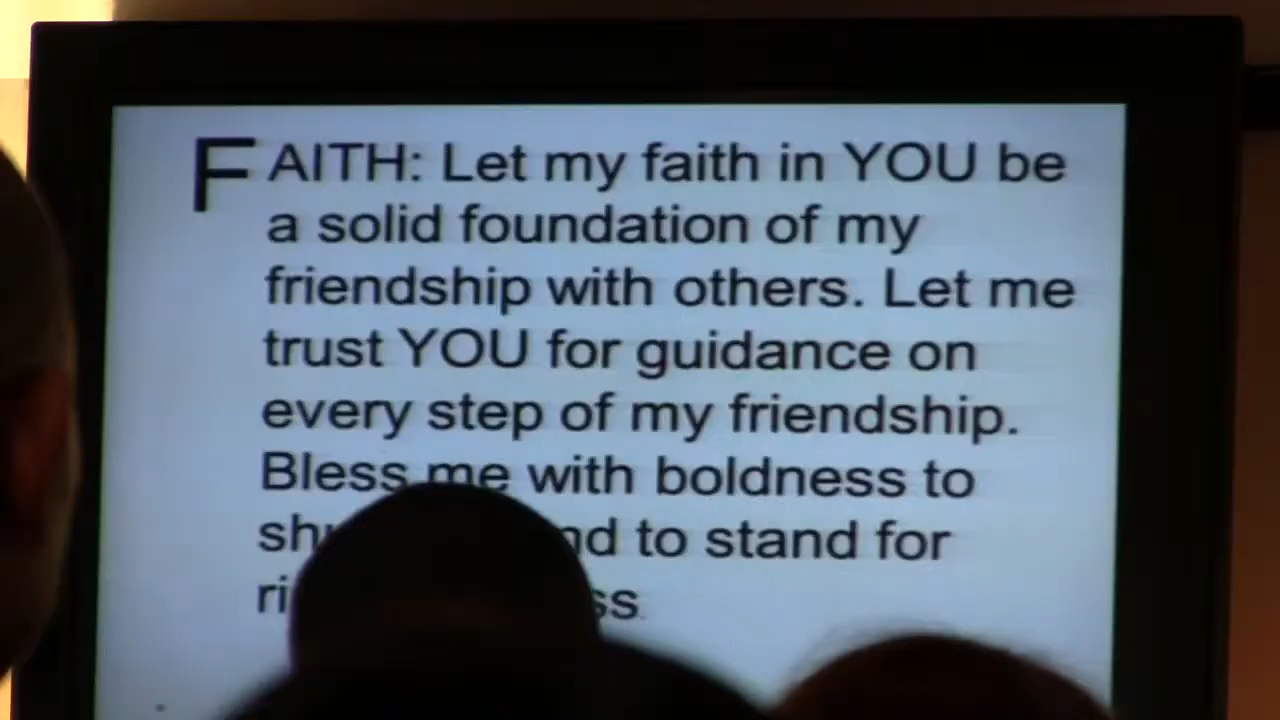 FAITH: Let my faith in YOU be
a solid foundation of my
friendship with others. Let me
trust YOU for guidance on
every step of my friendship.
Bless me with boldness to
to stand for